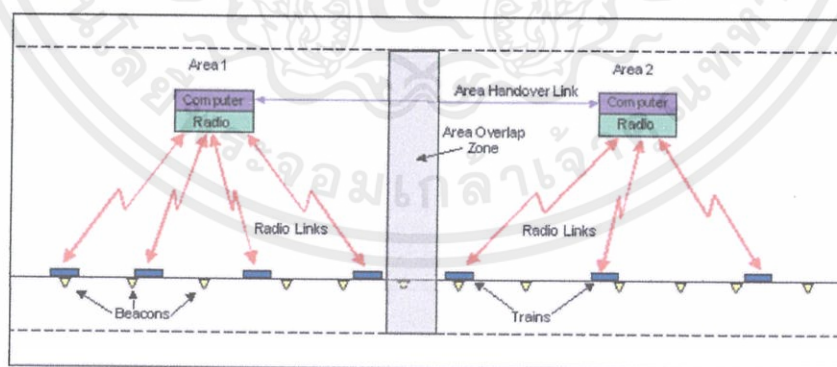 Area 1
Area 2
Area Handover Link
Computer
Radio
Computer
Radio
Area Overlap
Zone
Radio Links
Radio Links
Beacons
Trains